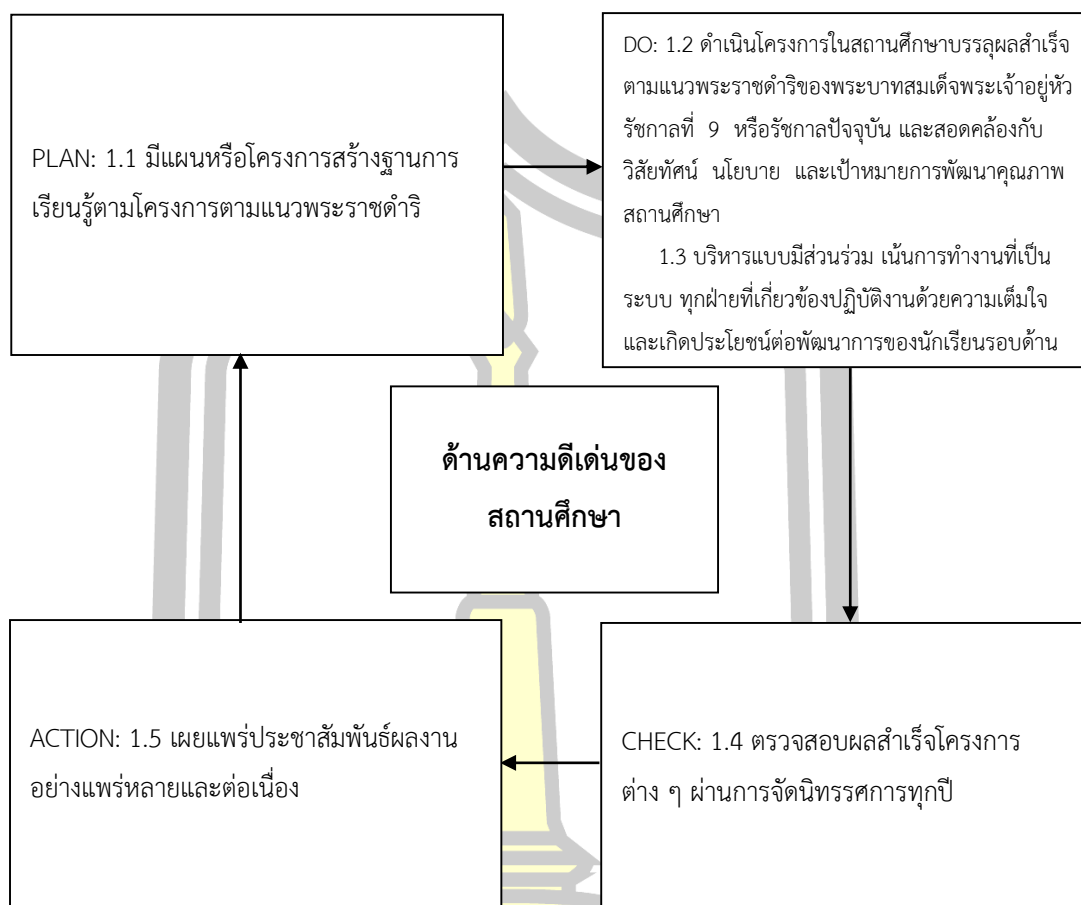 PLAN: 1.1 มีแผนหรือโครงการสร้างฐานการ
เรียนรู้ตามโครงการตามแนวพระราชดำริ
DO: 1.2 ดำเนินโครงการในสถานศึกษาบรรลุผลสำเร็จ
ตามแนวพระราชดำริของพระบาทสมเด็จพระเจ้าอยู่หัว
รัชกาลที่ 9 หรือรัชกาลปัจจุบัน และสอดคล้องกับ
วิสัยทัศน์ นโยบาย และเป้าหมายการพัฒนาคุณภาพ
สถานศึกษา
1.3 บริหารแบบมีส่วนร่วม เน้นการทำงานที่เป็น
ระบบ ทุกฝ่ายที่เกี่ยวข้องปฏิบัติงานด้วยความเต็มใจ
และเกิดประโยชน์ต่อพัฒนาการของนักเรียนรอบด้าน
ด้านความดีเด่นของ
สถานศึกษา
ACTION: 1.5 เผยแพร่ประชาสัมพันธ์ผลงาน
อย่างแพร่หลายและต่อเนื่อง
CHECK: 1.4 ตรวจสอบผลสำเร็จโครงการ
ต่าง ๆ ผ่านการจัดนิทรรศการทุกปี